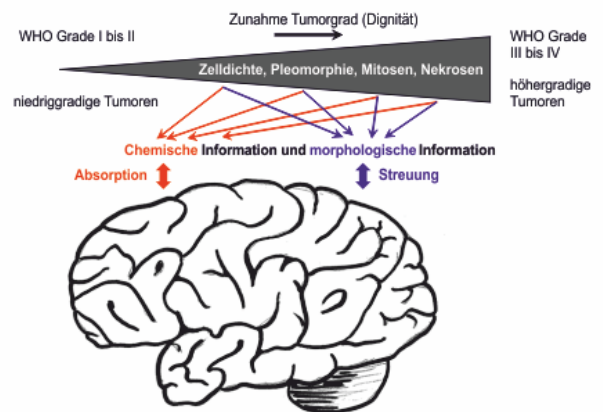 Zunahme Tumorgrad (Dignität)
WHO Grade I bis II
WHO Grade
III bis IV
Zelldichte, Pleomorphie, Mitosen, Nekrosen
niedriggradige Tumoren
höhergradige
Tumoren
Chemische Information und morphologische Information
Absorption
Streuung